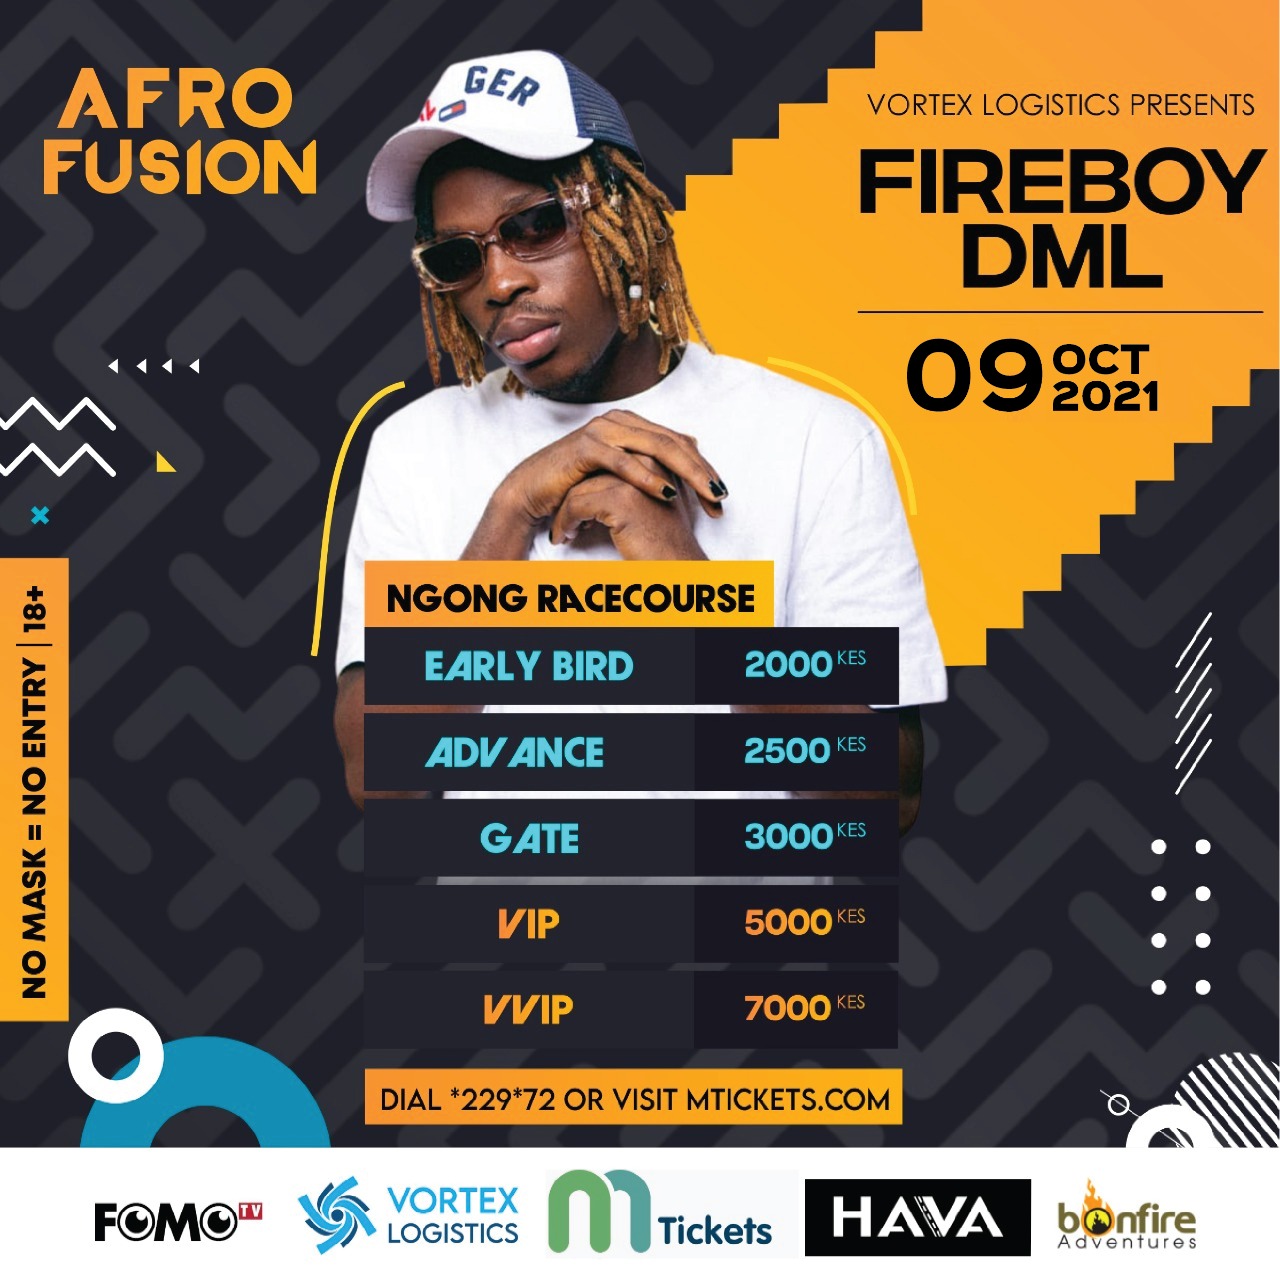 AFRO
FUSION
GER
VORTEX LOGISTICS PRESENTS
FIREBOY
DML
09 OCT
2021
NO MASK = NO ENTRY | 18+
NGONG RACECOURSE
EARLY BIRD 2000 KES
ADVANCE 2500 KES
GATE 3000 KES
VIP 5000 KES
VVIP 7000 KES
DIAL *229*72 OR VISIT MTICKETS.COM
FOMO TV
VORTEX
LOGISTICS
m Tickets
HAVA
bonfire
Adventures